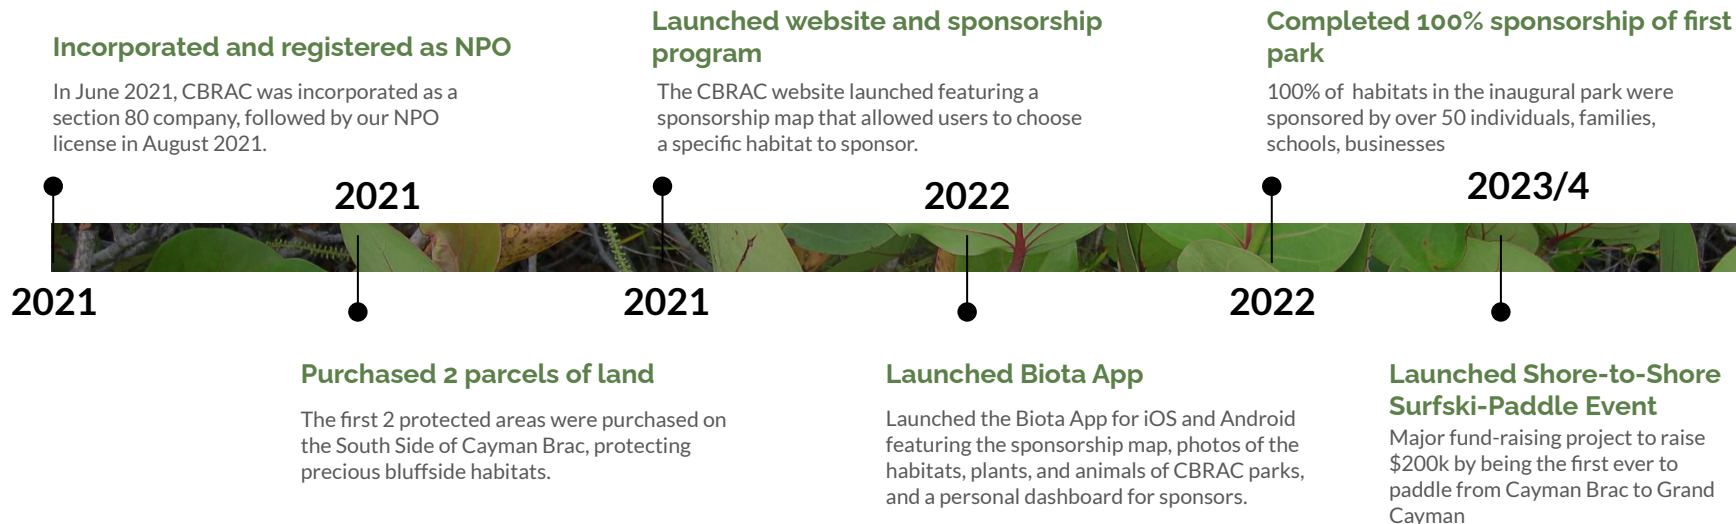 Incorporated and registered as NPO
In June 2021, CBRAC was incorporated as a
section 80 company, followed by our NPO
license in August 2021.
2021
Purchased 2 parcels of land
The first 2 protected areas were purchased on
the South Side of Cayman Brac, protecting
precious bluffside habitats.
2021
Launched website and sponsorship
program
The CBRAC website launched featuring a
sponsorship map that allowed users to choose
a specific habitat to sponsor.
2021
Launched Biota App
Launched the Biota App for iOS and Android
featuring the sponsorship map, photos of the
habitats, plants, and animals of CBRAC parks,
and a personal dashboard for sponsors.
2022
Completed 100% sponsorship of first
park
100% of  habitats in the inaugural park were
sponsored by over 50 individuals, families,
schools, businesses
2022
2023/4
Launched Shore-to-Shore
Surfski-Paddle Event
Major fund-raising project to raise
$200k by being the first ever to
paddle from Cayman Brac to Grand
Cayman